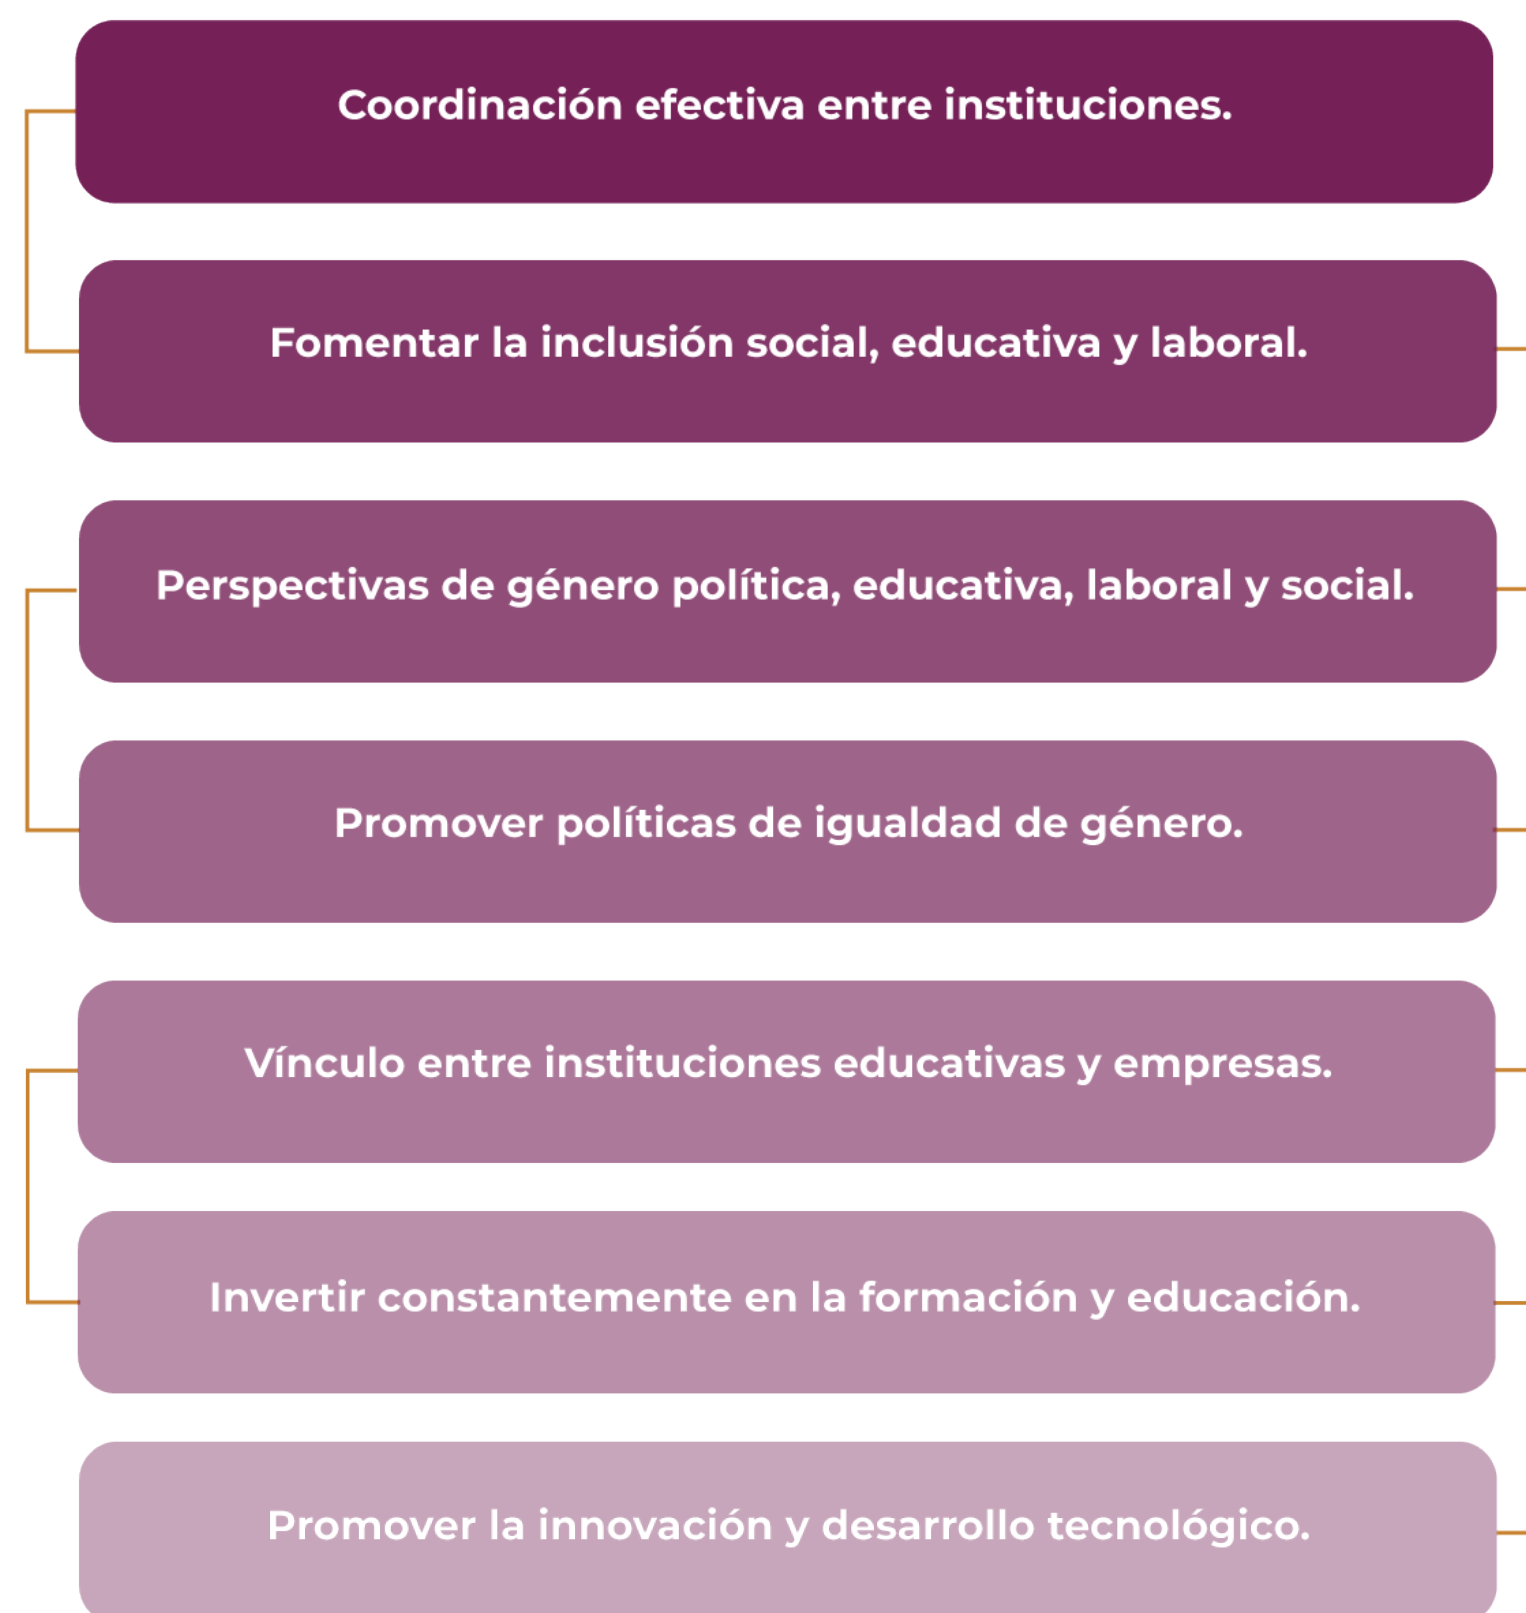 Coordinación efectiva entre instituciones.
Fomentar la inclusión social, educativa y laboral.
Perspectivas de género política, educativa, laboral y social.
Promover políticas de igualdad de género.
Vínculo entre instituciones educativas y empresas.
Invertir constantemente en la formación y educación.
Promover la innovación y desarrollo tecnológico.